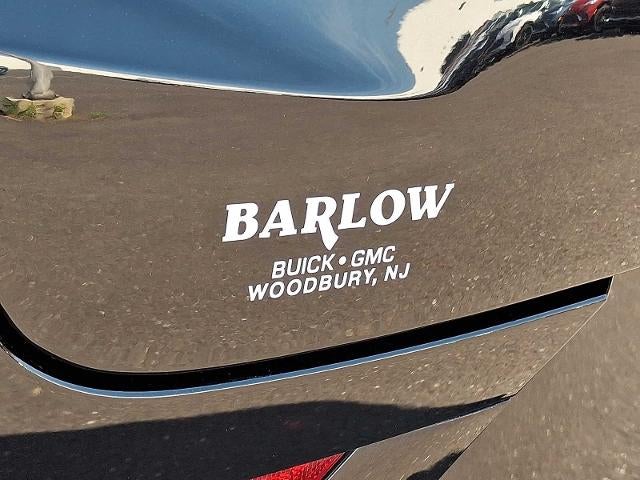 BARLOW
BUICK • GMC
WOODBURY, NJ